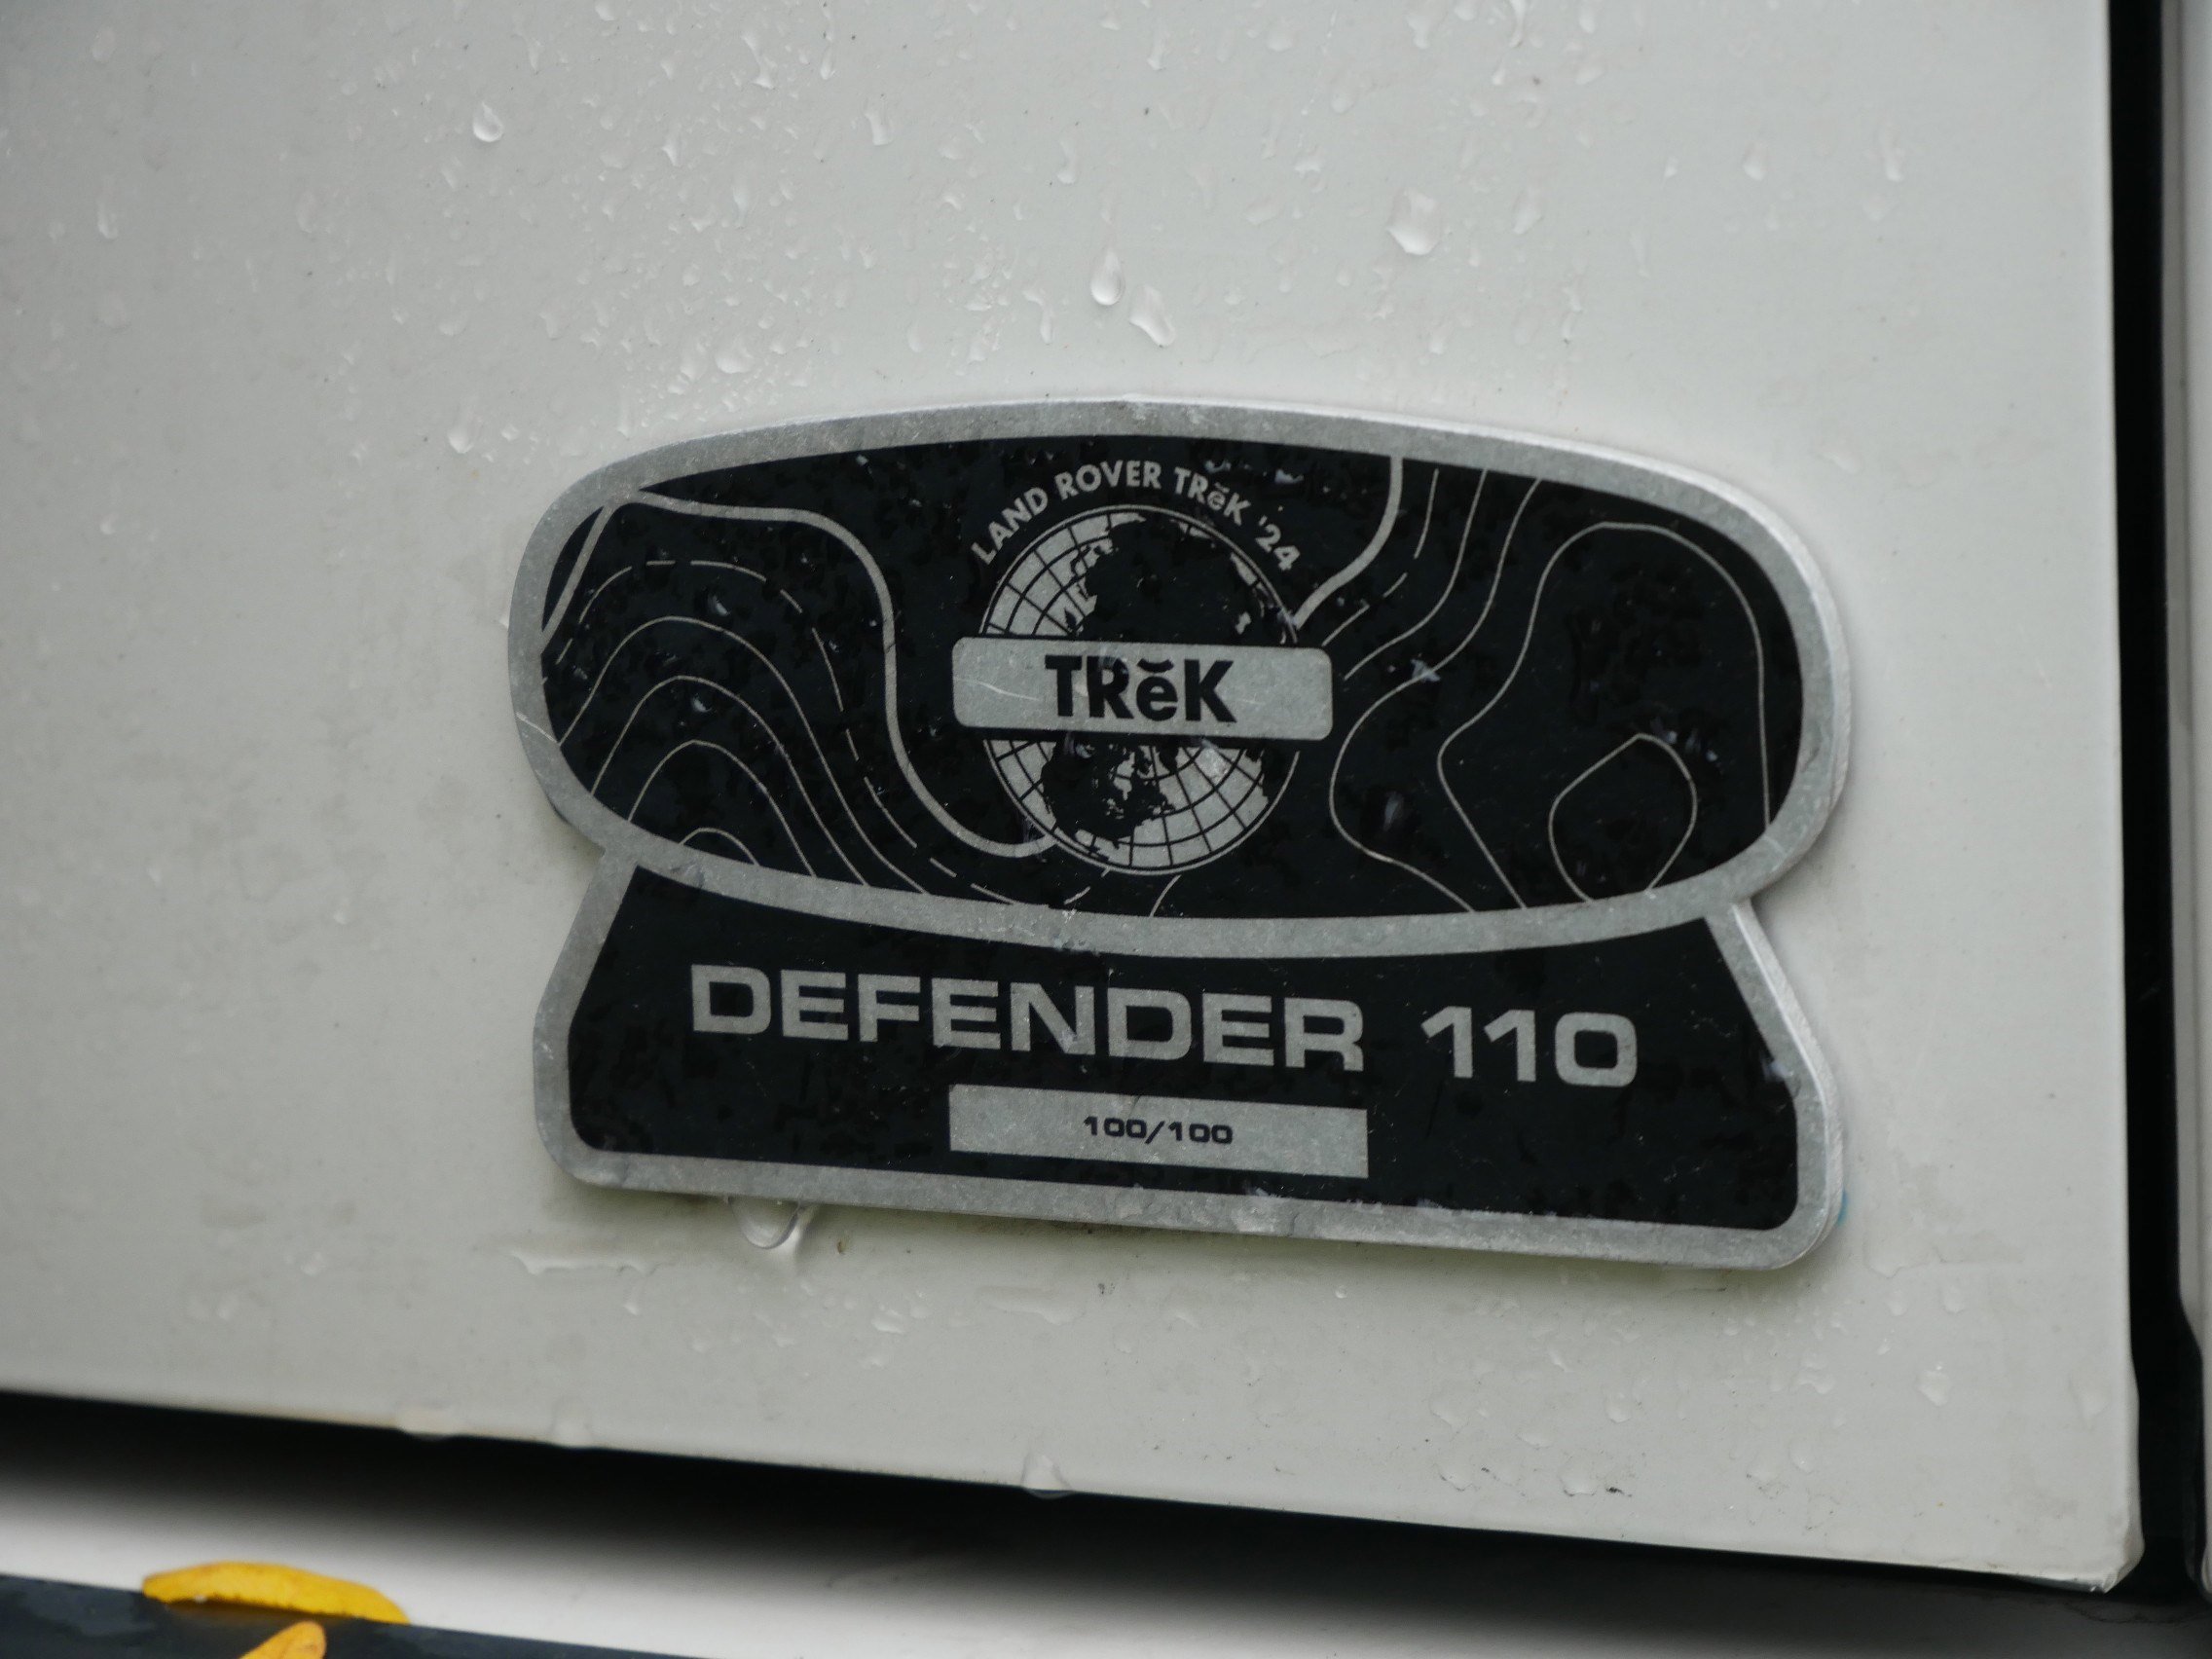 LAND ROVER TRĕK '24
TRĕK
DEFENDER 110
100/100